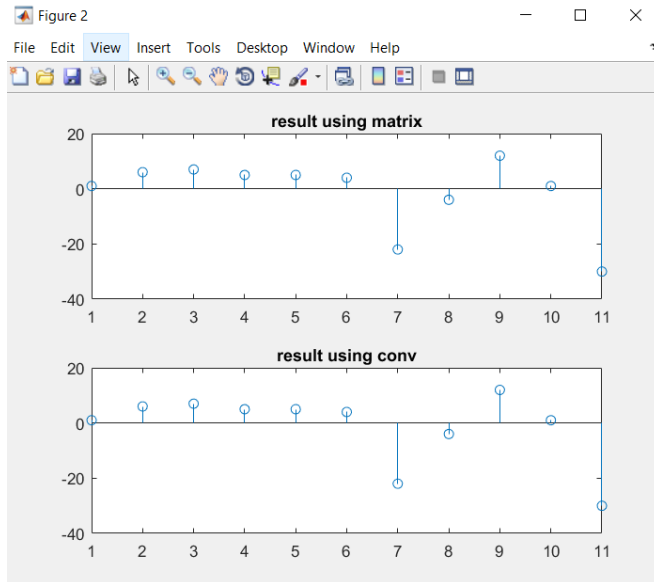 Figure 2
File Edit View Insert Tools Desktop Window Help
result using matrix
20
0
-20
-40
1 2 3 4 5 6 7 8 9 10 11
result using conv
20
0
-20
-40
1 2 3 4 5 6 7 8 9 10 11